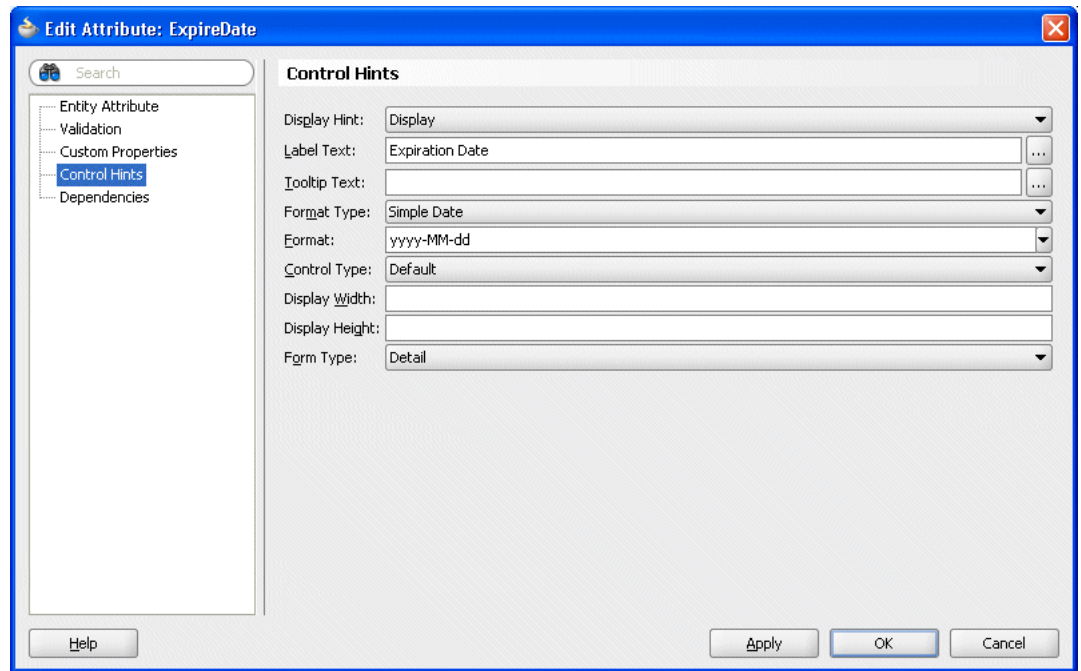 Edit Attribute: ExpireDate
Search
Entity Attribute
Validation
Custom Properties
Control Hints
Dependencies
Control Hints
Display Hint: Display
Label Text: Expiration Date ...
Tooltip Text: ...
Format Type: Simple Date
Format: yyyy-MM-dd
Control Type: Default
Display Width:
Display Height:
Form Type: Detail
Help Apply OK Cancel